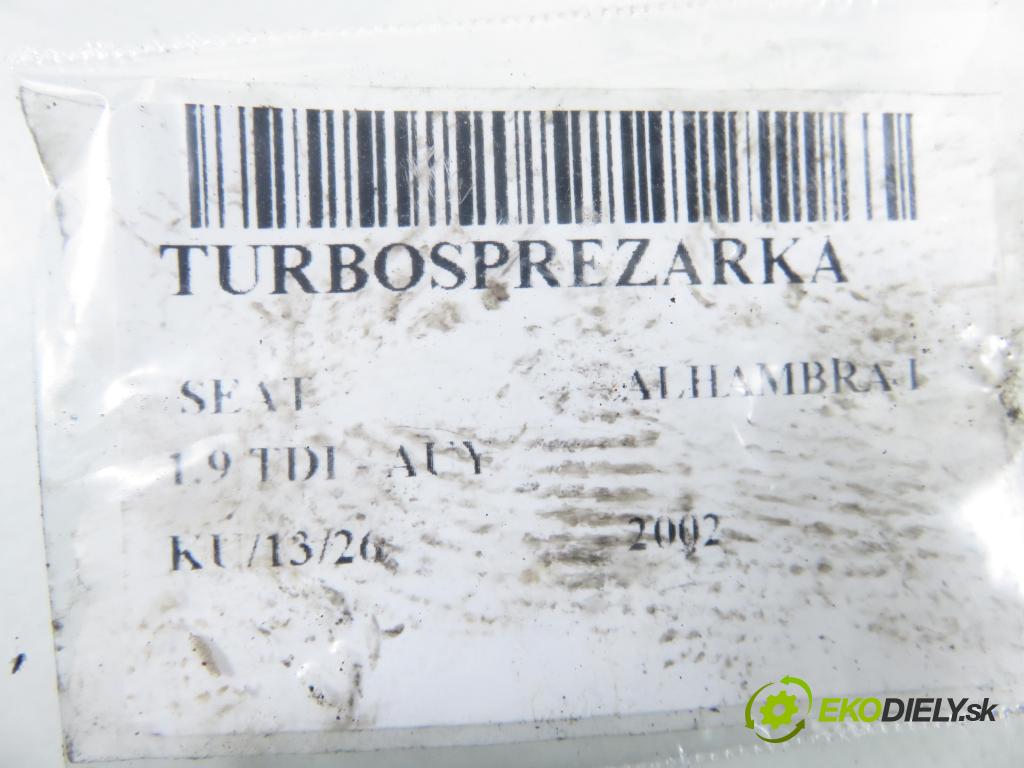 TURBOSPREZARKA
SEAT ALHAMBRA I
1.9 TDI - AUY
KU/13/26 2002
EKODIELY.sk